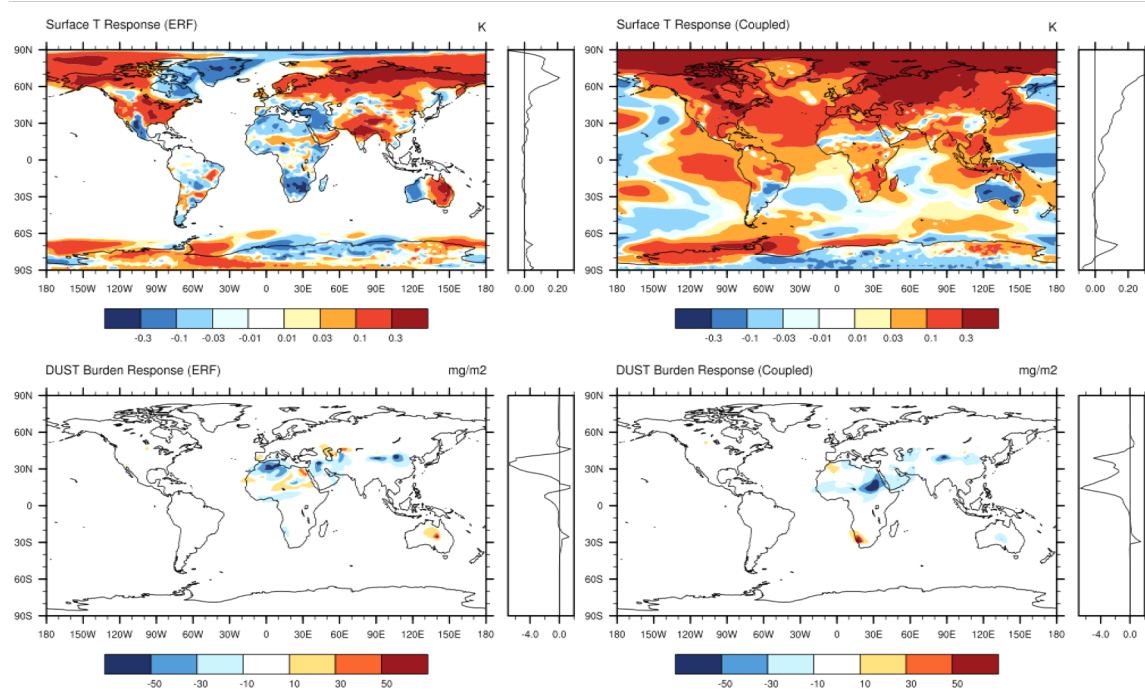 Surface T Response (ERF) K
90N
60N
30N
0
30S
60S
90S
180 150W 120W 90W 60W 30W 0 30E 60E 90E 120E 150E 180
0.00 0.20
-0.3 -0.1 -0.03 -0.01 0.01 0.03 0.1 0.3
Surface T Response (Coupled) K
90N
60N
30N
0
30S
60S
90S
180 150W 120W 90W 60W 30W 0 30E 60E 90E 120E 150E 180
0.00 0.20
-0.3 -0.1 -0.03 -0.01 0.01 0.03 0.1 0.3
DUST Burden Response (ERF) mg/m2
90N
60N
30N
0
30S
60S
90S
180 150W 120W 90W 60W 30W 0 30E 60E 90E 120E 150E 180
-4.0 0.0
-50 -30 -10 10 30 50
DUST Burden Response (Coupled) mg/m2
90N
60N
30N
0
30S
60S
90S
180 150W 120W 90W 60W 30W 0 30E 60E 90E 120E 150E 180
-4.0 0.0
-50 -30 -10 10 30 50